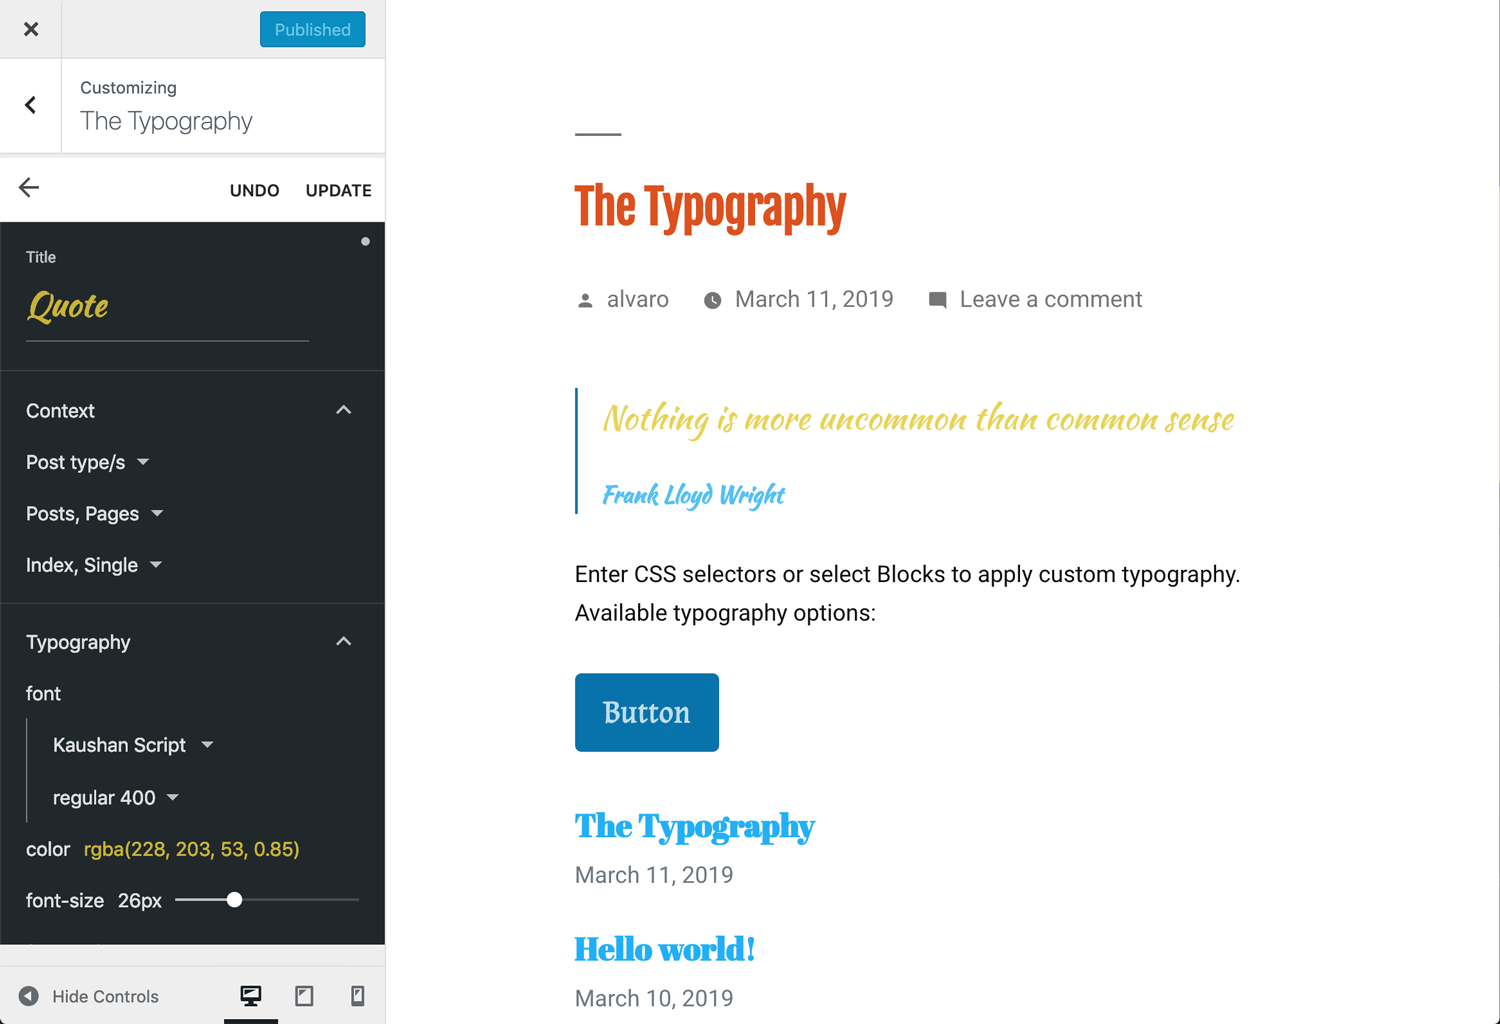 Published
Customizing
The Typography
UNDO UPDATE
Title
Quote
Context
Post type/s
Posts, Pages
Index, Single
Typography
font
Kaushan Script
regular 400
color rgba(228, 203, 53, 0.85)
font-size 26px
Hide Controls
The Typography
alvaro March 11, 2019 Leave a comment
Nothing is more uncommon than common sense
Frank Lloyd Wright
Enter CSS selectors or select Blocks to apply custom typography.
Available typography options:
Button
The Typography
March 11, 2019
Hello world!
March 10, 2019